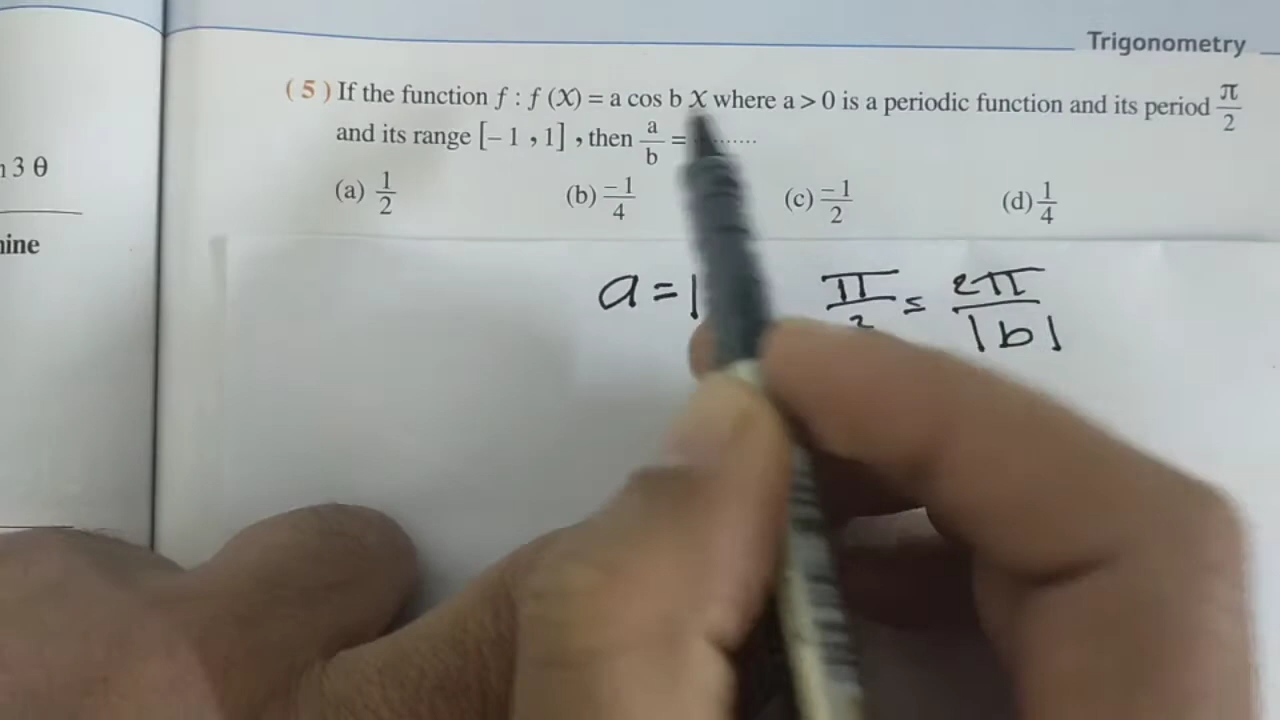 Trigonometry
(5) If the function f : f (X) = a cos b X where a > 0 is a periodic function and its period π/2
and its range [– 1 , 1] , then a/b = ........
(a) 1/2 (b) –1/4 (c) –1/2 (d) 1/4
3 θ
a = 1 π/2 = 2π/|b|